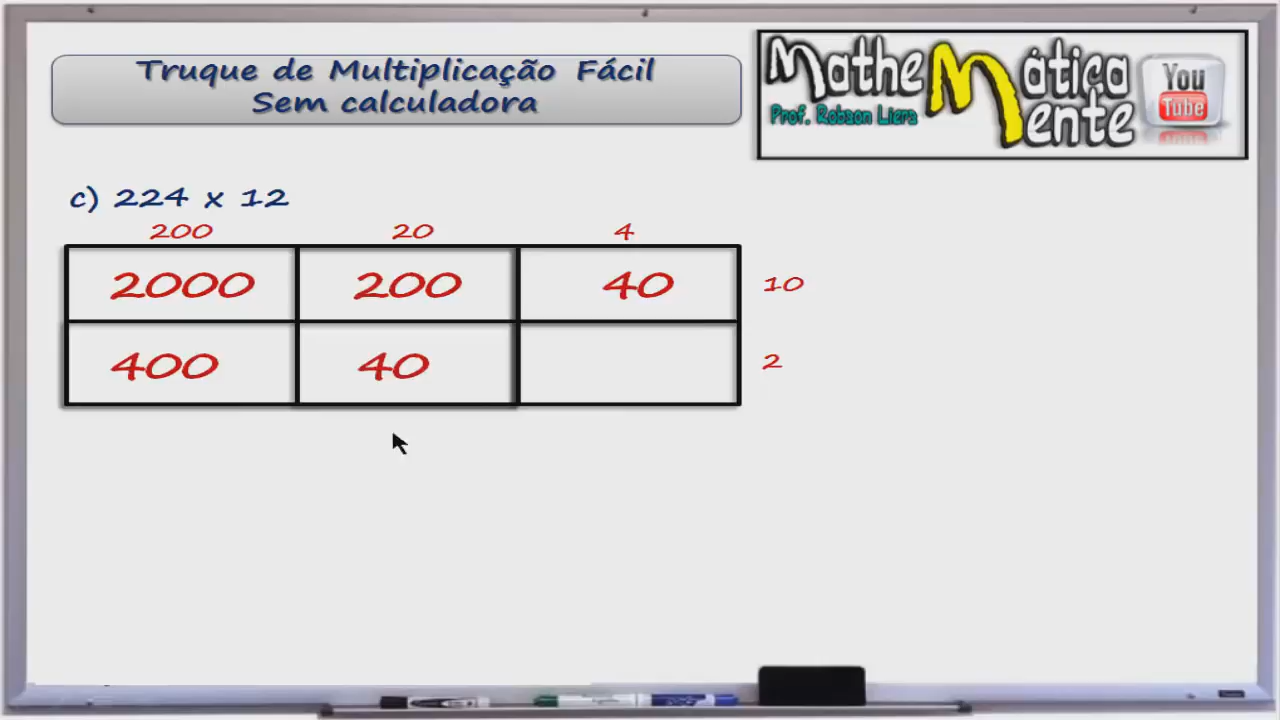 Truque de Multiplicação Fácil
Sem calculadora
MatheMática
Mente
Prof. Robson Liera
You
Tube
c) 224 x 12
200 20 4
2000 200 40 10
400 40 2